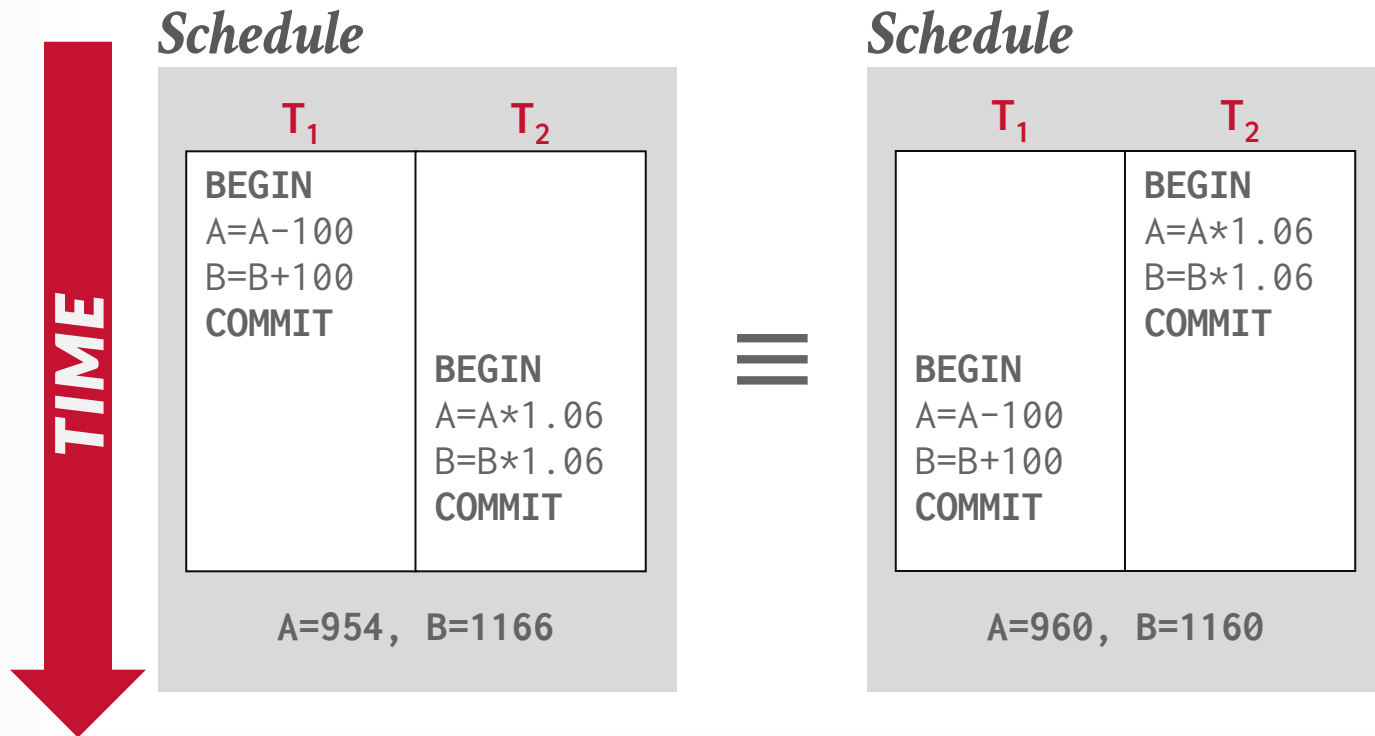 Schedule
T₁ T₂
BEGIN
A=A-100
B=B+100
COMMIT
BEGIN
A=A*1.06
B=B*1.06
COMMIT
A=954, B=1166
TIME
≡
Schedule
T₁ T₂
BEGIN
A=A*1.06
B=B*1.06
COMMIT
BEGIN
A=A-100
B=B+100
COMMIT
A=960, B=1160